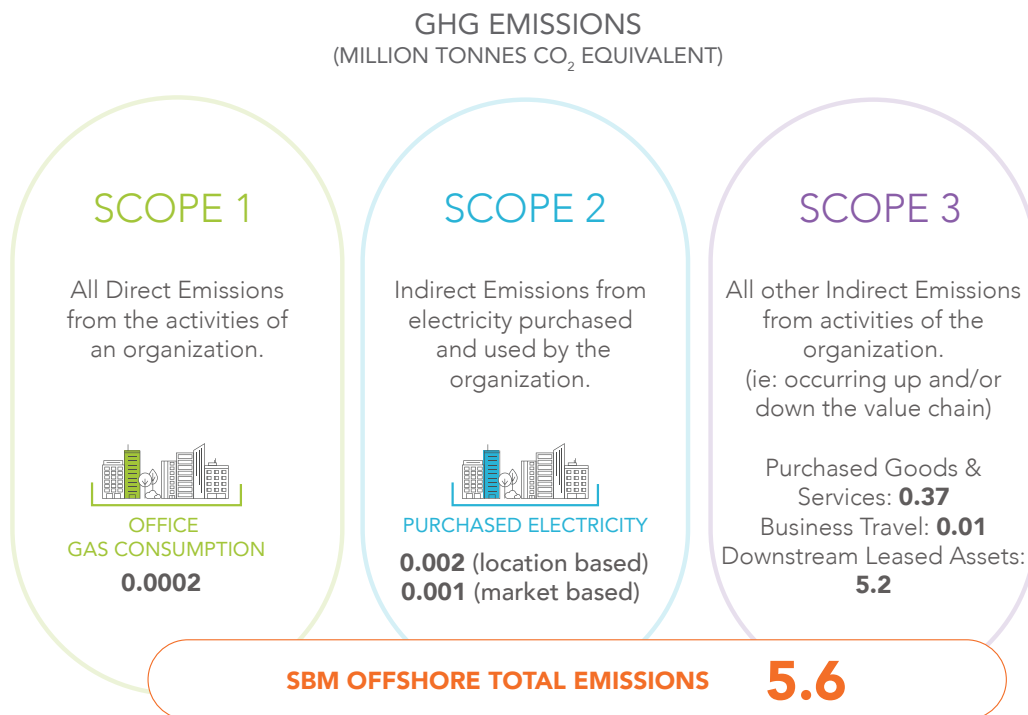 GHG EMISSIONS
(MILLION TONNES CO₂ EQUIVALENT)
SCOPE 1
All Direct Emissions
from the activities of
an organization.
OFFICE
GAS CONSUMPTION
0.0002
SCOPE 2
Indirect Emissions from
electricity purchased
and used by the
organization.
PURCHASED ELECTRICITY
0.002 (location based)
0.001 (market based)
SCOPE 3
All other Indirect Emissions
from activities of the
organization.
(ie: occurring up and/or
down the value chain)
Purchased Goods &
Services: 0.37
Business Travel: 0.01
Downstream Leased Assets:
5.2
SBM OFFSHORE TOTAL EMISSIONS 5.6